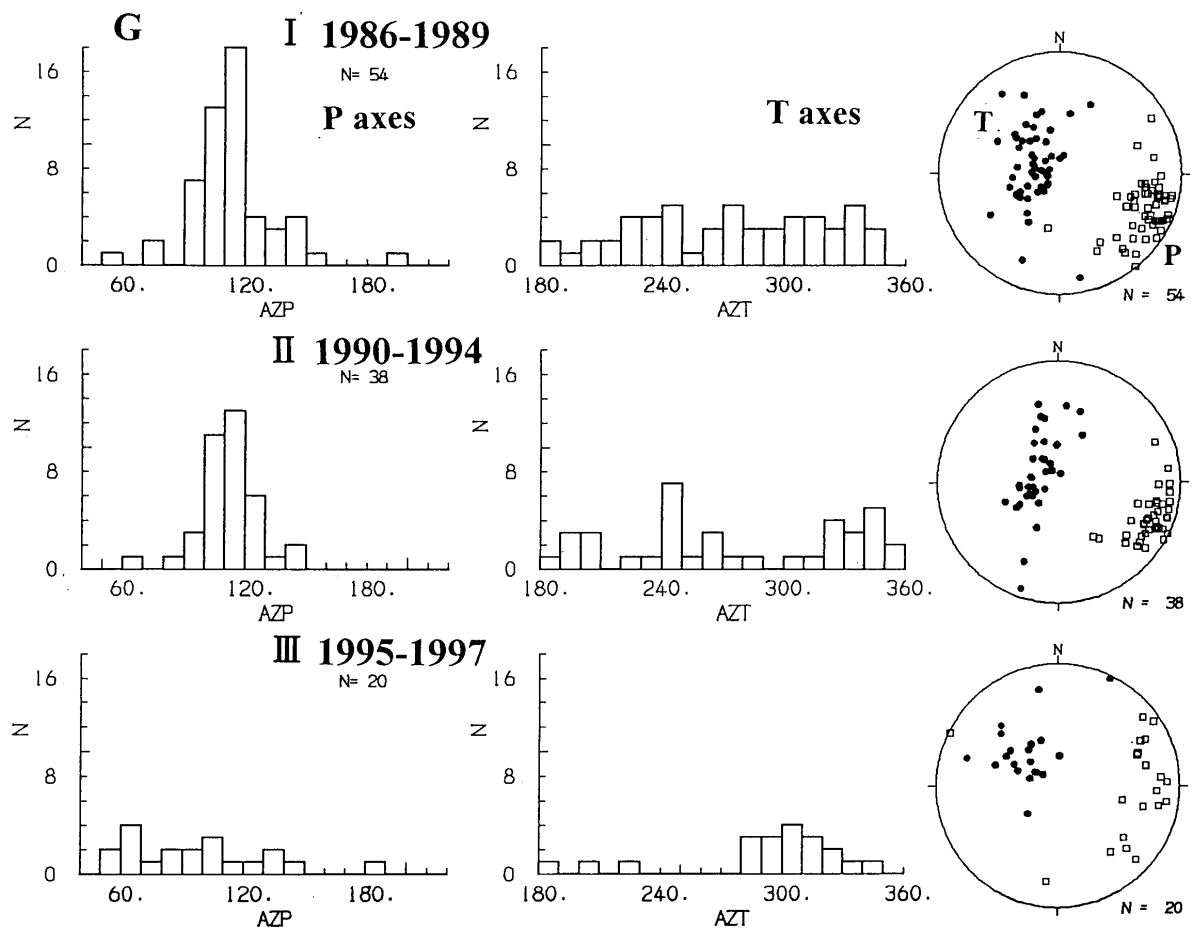 G I 1986-1989
N= 54
P axes
T axes
N
16
8
0
60. 120. 180.
AZP
N
16
8
0
180. 240. 300. 360.
AZT
N
T
P
N = 54
II 1990-1994
N= 38
N
16
8
0
60. 120. 180.
AZP
N
16
8
0
180. 240. 300. 360.
AZT
N
N = 38
III 1995-1997
N= 20
N
16
8
0
60. 120. 180.
AZP
N
16
8
0
180. 240. 300. 360.
AZT
N
N = 20